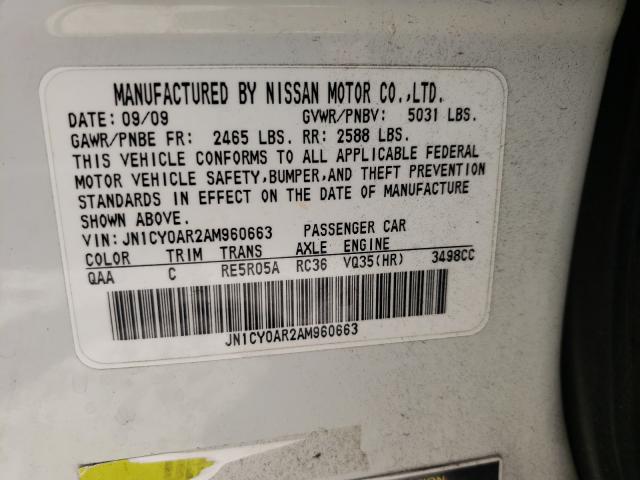 MANUFACTURED BY NISSAN MOTOR CO.,LTD.
DATE: 09/09 GVWR/PNBV: 5031 LBS.
GAWR/PNBE FR: 2465 LBS. RR: 2588 LBS.
THIS VEHICLE CONFORMS TO ALL APPLICABLE FEDERAL
MOTOR VEHICLE SAFETY,BUMPER,AND THEFT PREVENTION
STANDARDS IN EFFECT ON THE DATE OF MANUFACTURE
SHOWN ABOVE.
VIN: JN1CY0AR2AM960663 PASSENGER CAR
COLOR TRIM TRANS AXLE ENGINE
QAA C RE5R05A RC36 VQ35(HR) 3498CC
JN1CY0AR2AM960663